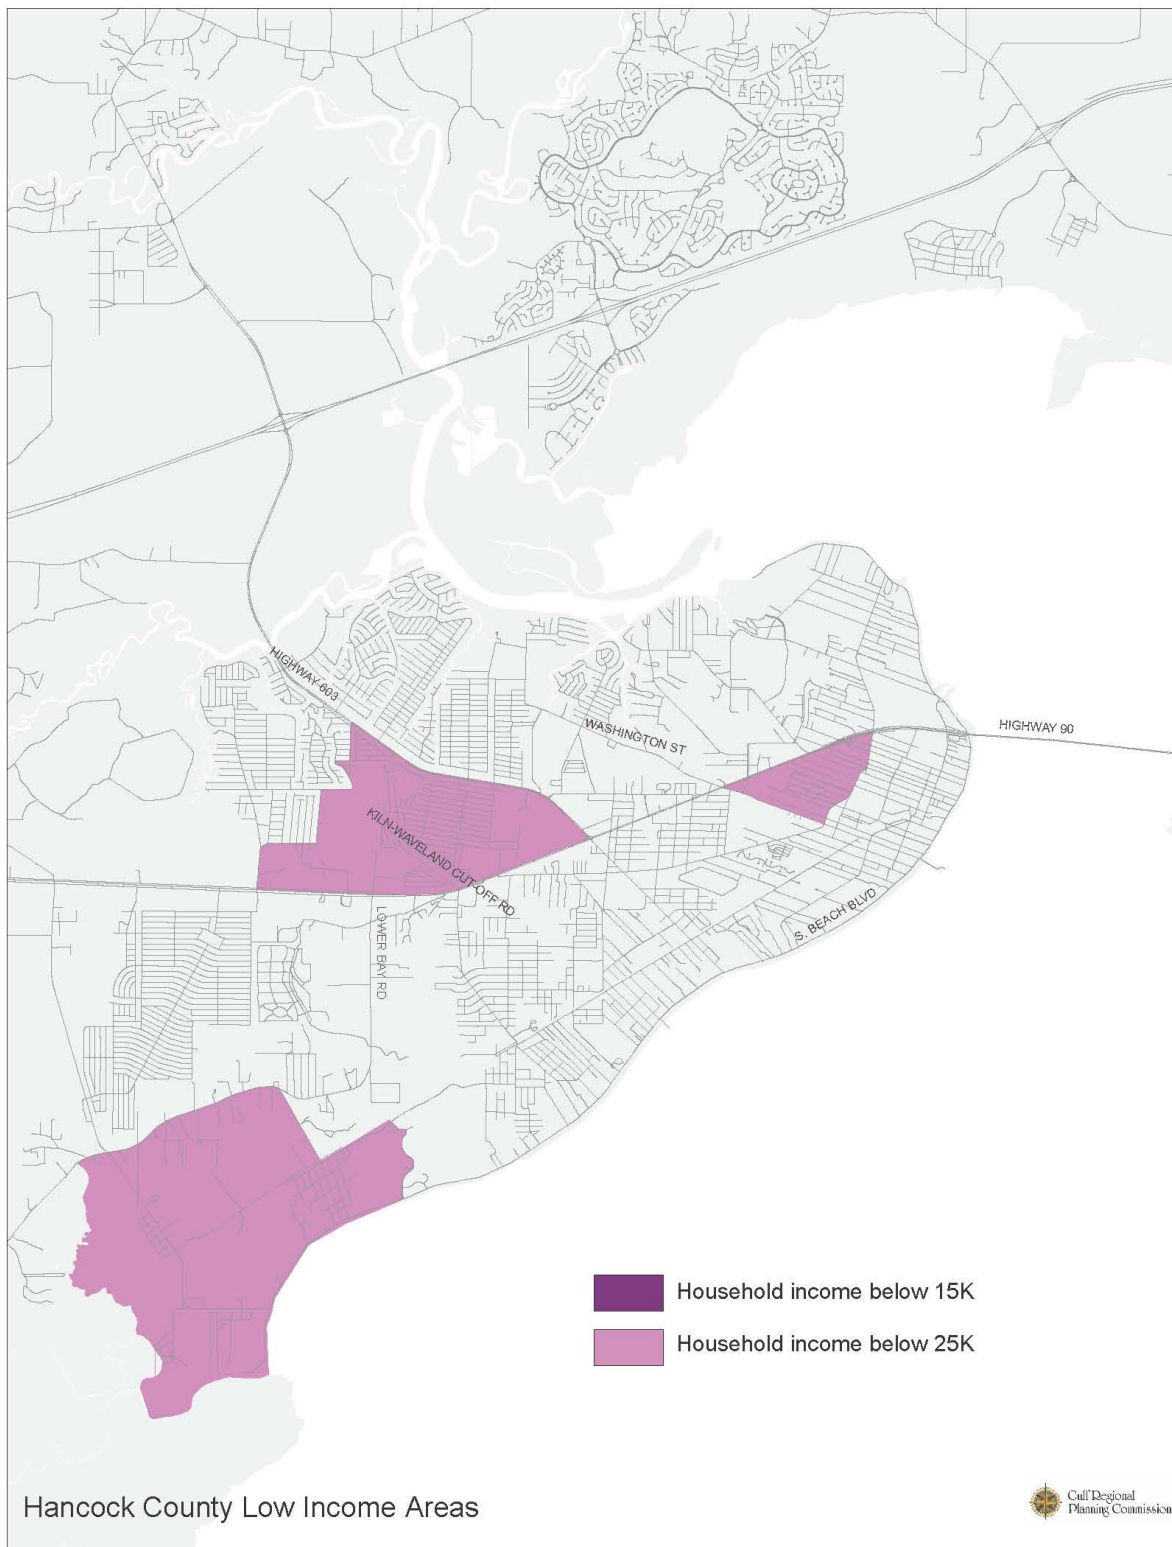 HIGHWAY 603
WASHINGTON ST
HIGHWAY 90
KILN-WAVELAND CUT-OFF RD
LOWER BAY RD
S. BEACH BLVD
Household income below 15K
Household income below 25K
Hancock County Low Income Areas
Gulf Regional
Planning Commission